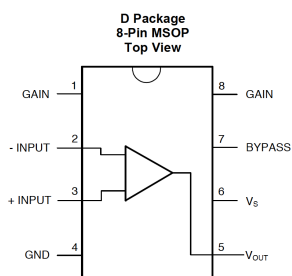 D Package
8-Pin MSOP
Top View
1 8
GAIN GAIN
2 7
- INPUT BYPASS
3 6
+ INPUT VS
4 5
GND VOUT